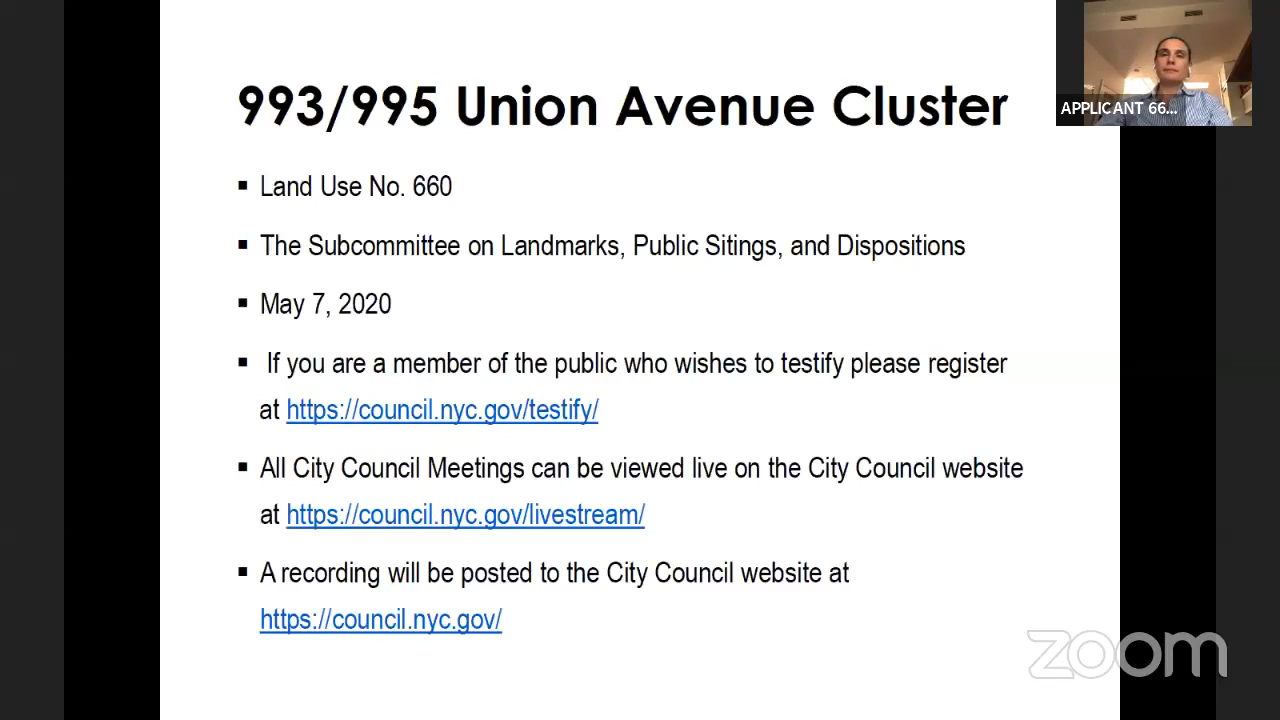 993/995 Union Avenue Cluster
APPLICANT 66...
▪ Land Use No. 660
▪ The Subcommittee on Landmarks, Public Sitings, and Dispositions
▪ May 7, 2020
▪ If you are a member of the public who wishes to testify please register
at https://council.nyc.gov/testify/
▪ All City Council Meetings can be viewed live on the City Council website
at https://council.nyc.gov/livestream/
▪ A recording will be posted to the City Council website at
https://council.nyc.gov/
zoom